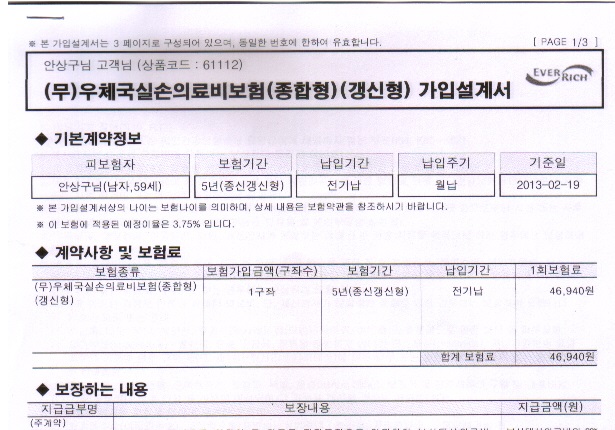 ※ 본 가입설계서는 3 페이지로 구성되어 있으며, 동일한 번호에 한하여 유효합니다. [ PAGE 1/3 ]
안상구님 고객님 (상품코드 : 61112)
(무)우체국실손의료비보험(종합형)(갱신형) 가입설계서
EVER RICH
◆ 기본계약정보
피보험자 보험기간 납입기간 납입주기 기준일
안상구님(남자,59세) 5년(종신갱신형) 전기납 월납 2013-02-19
※ 본 가입설계서상의 나이는 보험나이를 의미하며, 상세 내용은 보험약관을 참조하시기 바랍니다.
※ 이 보험에 적용된 예정이율은 3.75% 입니다.
◆ 계약사항 및 보험료
보험종류 보험가입금액(구좌수) 보험기간 납입기간 1회보험료
(무)우체국실손의료비보험(종합형) 1구좌 5년(종신갱신형) 전기납 46,940원
(갱신형)
합계 보험료 46,940원
◆ 보장하는 내용
지급급부명 보장내용 지급금액(원)
(주계약)